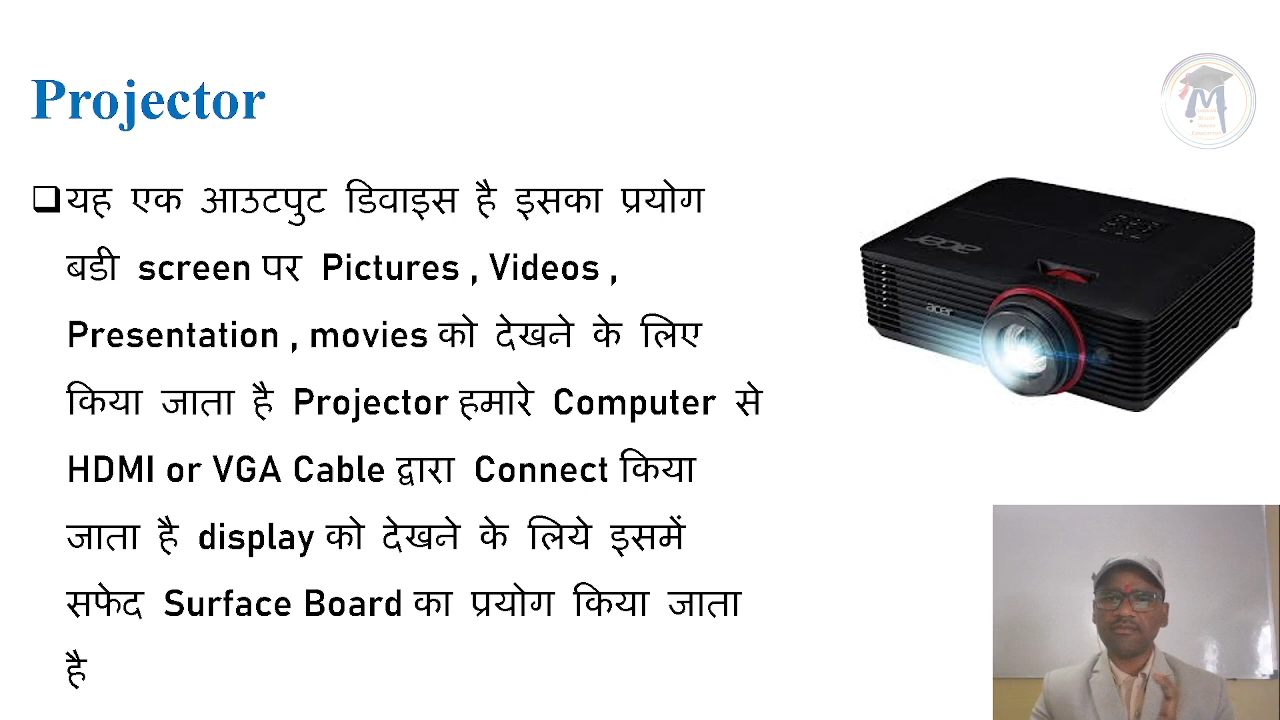 Projector
यह एक आउटपुट डिवाइस है इसका प्रयोग
बडी screen पर Pictures , Videos ,
Presentation , movies को देखने के लिए
किया जाता है Projector हमारे Computer से
HDMI or VGA Cable द्वारा Connect किया
जाता है display को देखने के लिये इसमें
सफेद Surface Board का प्रयोग किया जाता
है
M
acer
acer